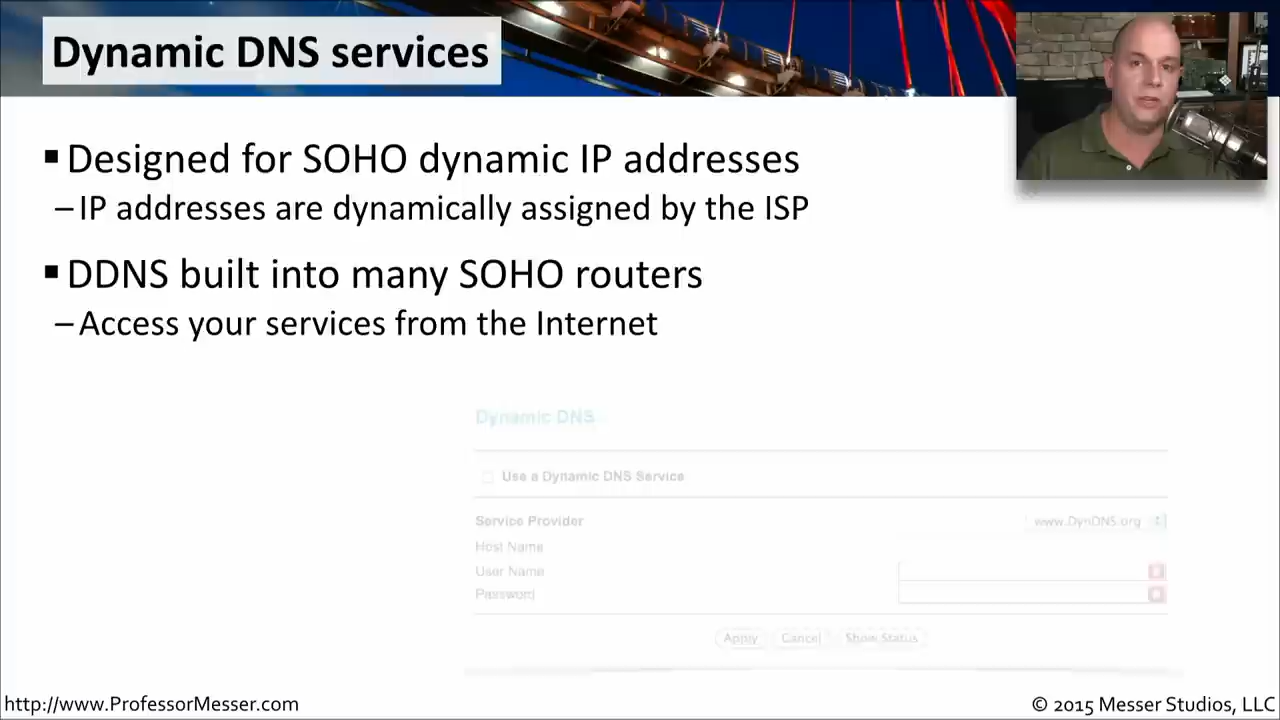 Dynamic DNS services
▪ Designed for SOHO dynamic IP addresses
– IP addresses are dynamically assigned by the ISP
▪ DDNS built into many SOHO routers
– Access your services from the Internet
Dynamic DNS
Use a Dynamic DNS Service
Service Provider www.DynDNS.org
Host Name
User Name
Password
Apply Cancel Show Status
http://www.ProfessorMesser.com © 2015 Messer Studios, LLC